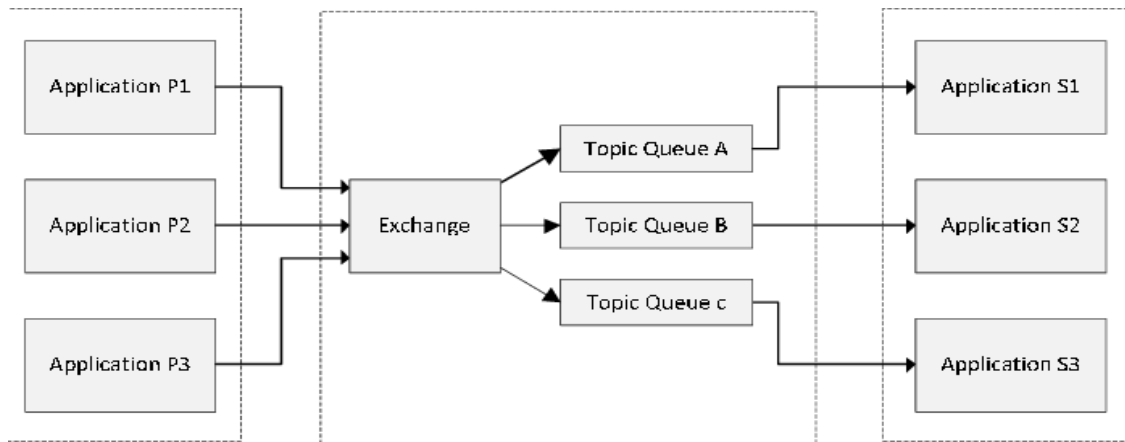 Application P1
Application P2
Application P3
Exchange
Topic Queue A
Topic Queue B
Topic Queue c
Application S1
Application S2
Application S3